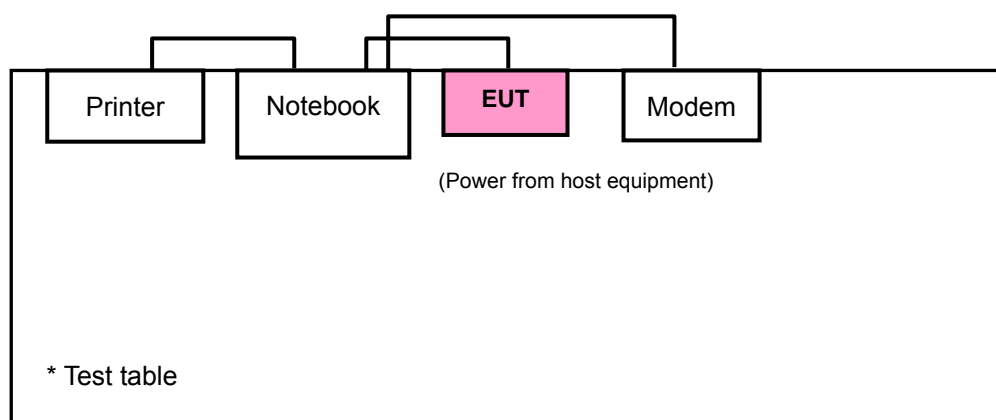 Printer
Notebook
EUT
Modem
(Power from host equipment)
* Test table